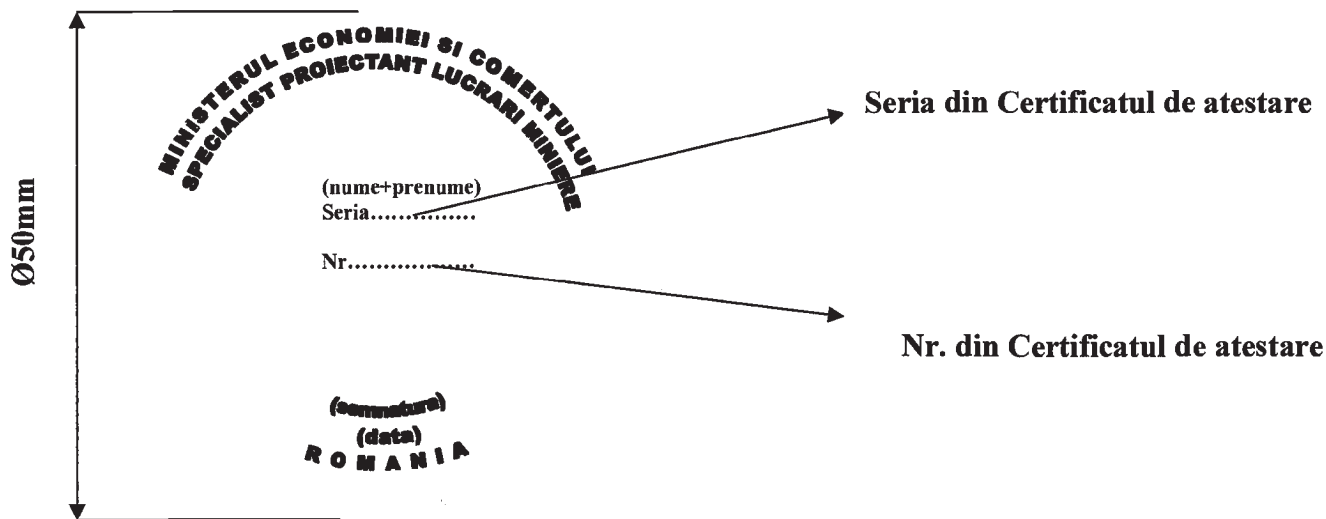 MINISTERUL ECONOMIEI SI COMERTULUI
SPECIALIST PROIECTANT LUCRARI MINIERE
Seria din Certificatul de atestare
(nume+prenume)
Seria...............
Ø50mm
Nr..................
Nr. din Certificatul de atestare
(semnatura)
(data)
ROMANIA